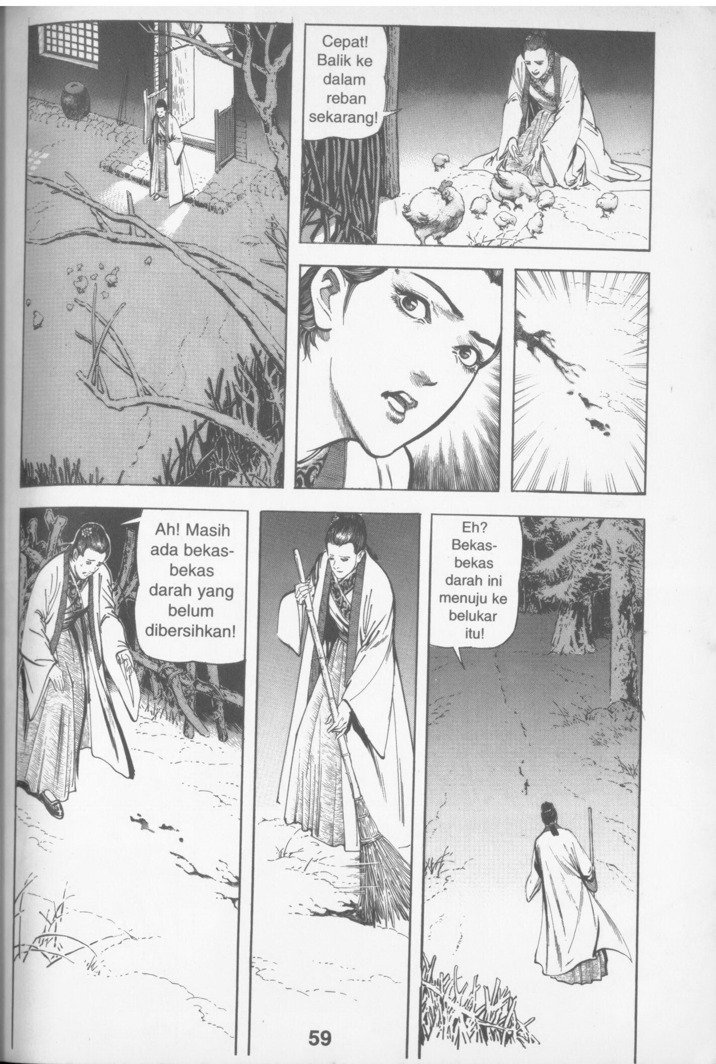 Cepat!
Balik ke
dalam
reban
sekarang!
Ah! Masih
ada bekas-
bekas
darah yang
belum
dibersihkan!
Eh?
Bekas-
bekas
darah ini
menuju ke
belukar
itu!
59